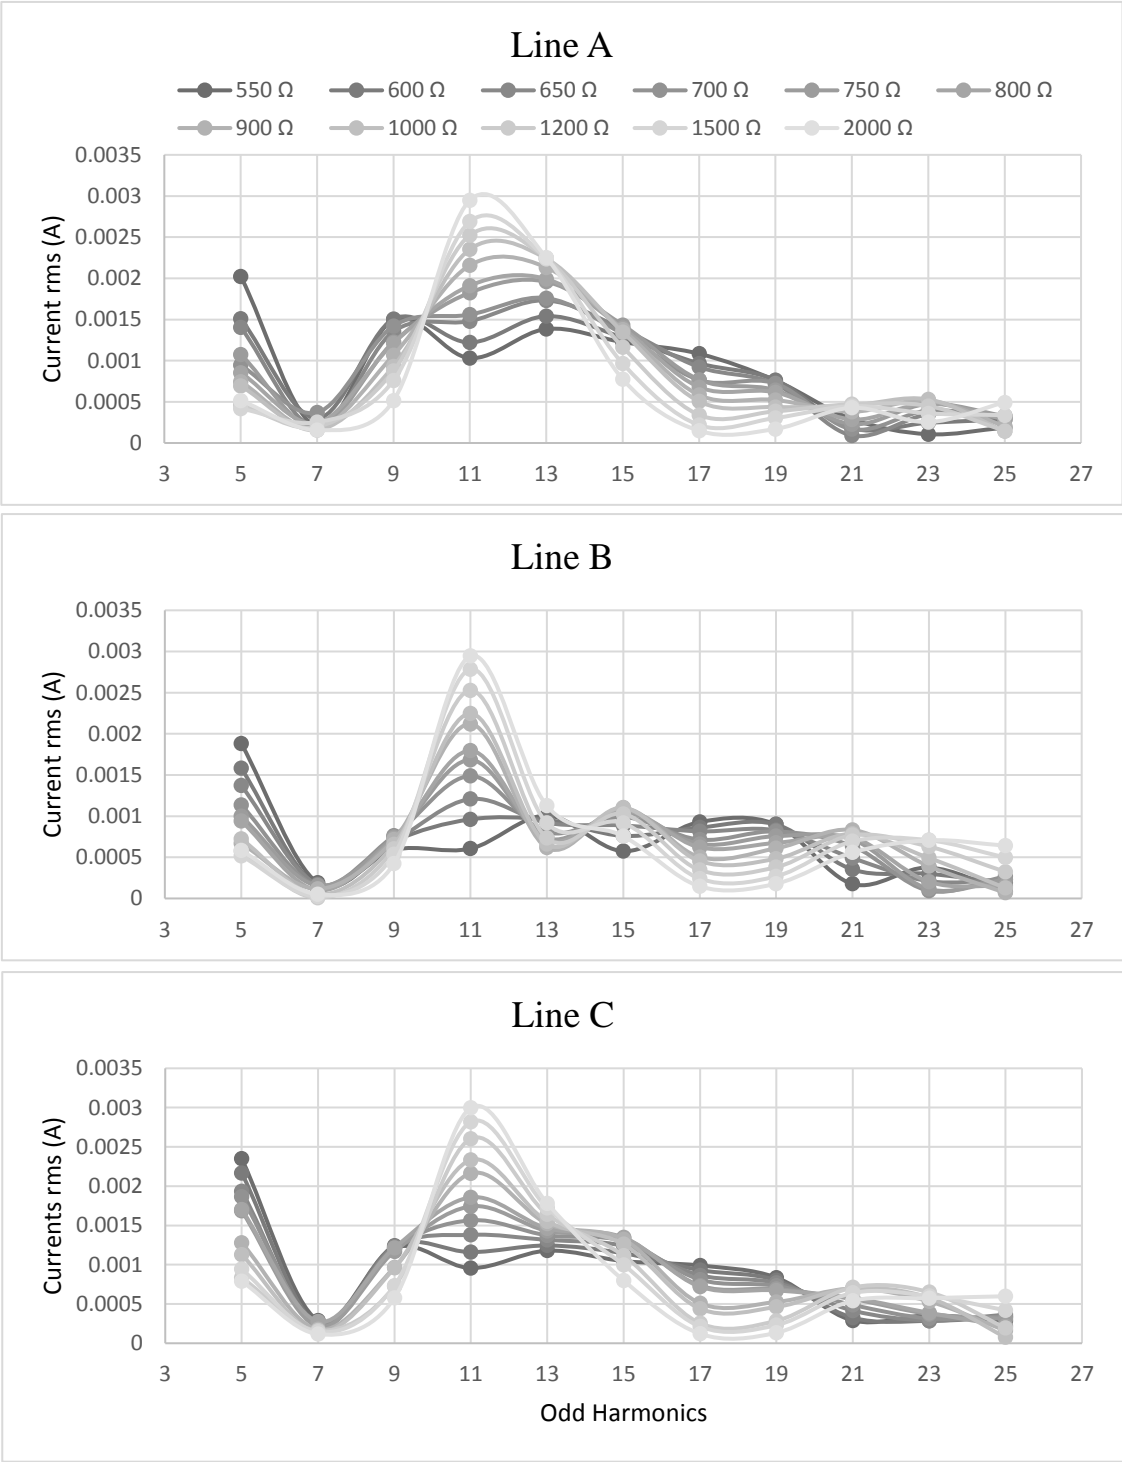 Line A
550 Ω 600 Ω 650 Ω 700 Ω 750 Ω 800 Ω
900 Ω 1000 Ω 1200 Ω 1500 Ω 2000 Ω
Current rms (A)
0.0035
0.003
0.0025
0.002
0.0015
0.001
0.0005
0
3 5 7 9 11 13 15 17 19 21 23 25 27
Line B
Current rms (A)
0.0035
0.003
0.0025
0.002
0.0015
0.001
0.0005
0
3 5 7 9 11 13 15 17 19 21 23 25 27
Line C
Currents rms (A)
0.0035
0.003
0.0025
0.002
0.0015
0.001
0.0005
0
3 5 7 9 11 13 15 17 19 21 23 25 27
Odd Harmonics